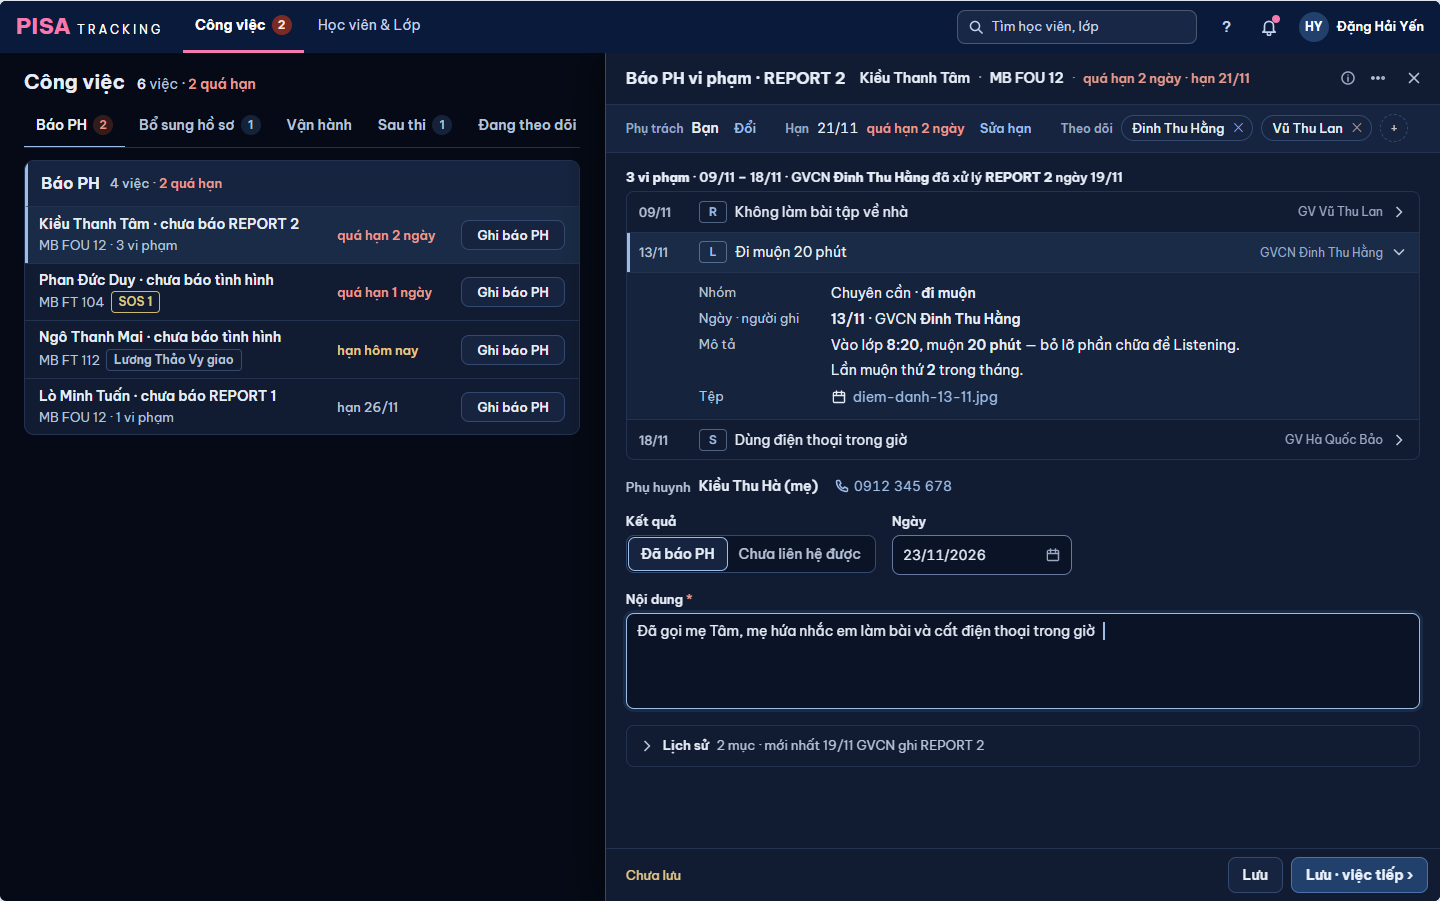 PISA TRACKING
Công việc 2
Học viên & Lớp
Tìm học viên, lớp
?
HY Đặng Hải Yến
Công việc 6 việc · 2 quá hạn
Báo PH 2
Bổ sung hồ sơ 1
Vận hành
Sau thi 1
Đang theo dõi
Báo PH 4 việc · 2 quá hạn
Kiều Thanh Tâm · chưa báo REPORT 2
MB FOU 12 · 3 vi phạm
quá hạn 2 ngày
Ghi báo PH
Phan Đức Duy · chưa báo tình hình
MB FT 104 SOS 1
quá hạn 1 ngày
Ghi báo PH
Ngô Thanh Mai · chưa báo tình hình
MB FT 112 Lương Thảo Vy giao
hạn hôm nay
Ghi báo PH
Lò Minh Tuấn · chưa báo REPORT 1
MB FOU 12 · 1 vi phạm
hạn 26/11
Ghi báo PH
Báo PH vi phạm · REPORT 2 Kiều Thanh Tâm · MB FOU 12 · quá hạn 2 ngày · hạn 21/11
Phụ trách Bạn Đổi Hạn 21/11 quá hạn 2 ngày Sửa hạn Theo dõi Đinh Thu Hằng Vũ Thu Lan +
3 vi phạm · 09/11 – 18/11 · GVCN Đinh Thu Hằng đã xử lý REPORT 2 ngày 19/11
09/11 R Không làm bài tập về nhà GV Vũ Thu Lan
13/11 L Đi muộn 20 phút GVCN Đinh Thu Hằng
Nhóm Chuyên cần · đi muộn
Ngày · người ghi 13/11 · GVCN Đinh Thu Hằng
Mô tả Vào lớp 8:20, muộn 20 phút — bỏ lỡ phần chữa đề Listening.
Lần muộn thứ 2 trong tháng.
Tệp diem-danh-13-11.jpg
18/11 S Dùng điện thoại trong giờ GV Hà Quốc Bảo
Phụ huynh Kiều Thu Hà (mẹ) 0912 345 678
Kết quả
Ngày
Đã báo PH Chưa liên hệ được
23/11/2026
Nội dung *
Đã gọi mẹ Tâm, mẹ hứa nhắc em làm bài và cất điện thoại trong giờ
Lịch sử 2 mục · mới nhất 19/11 GVCN ghi REPORT 2
Chưa lưu
Lưu
Lưu · việc tiếp ›